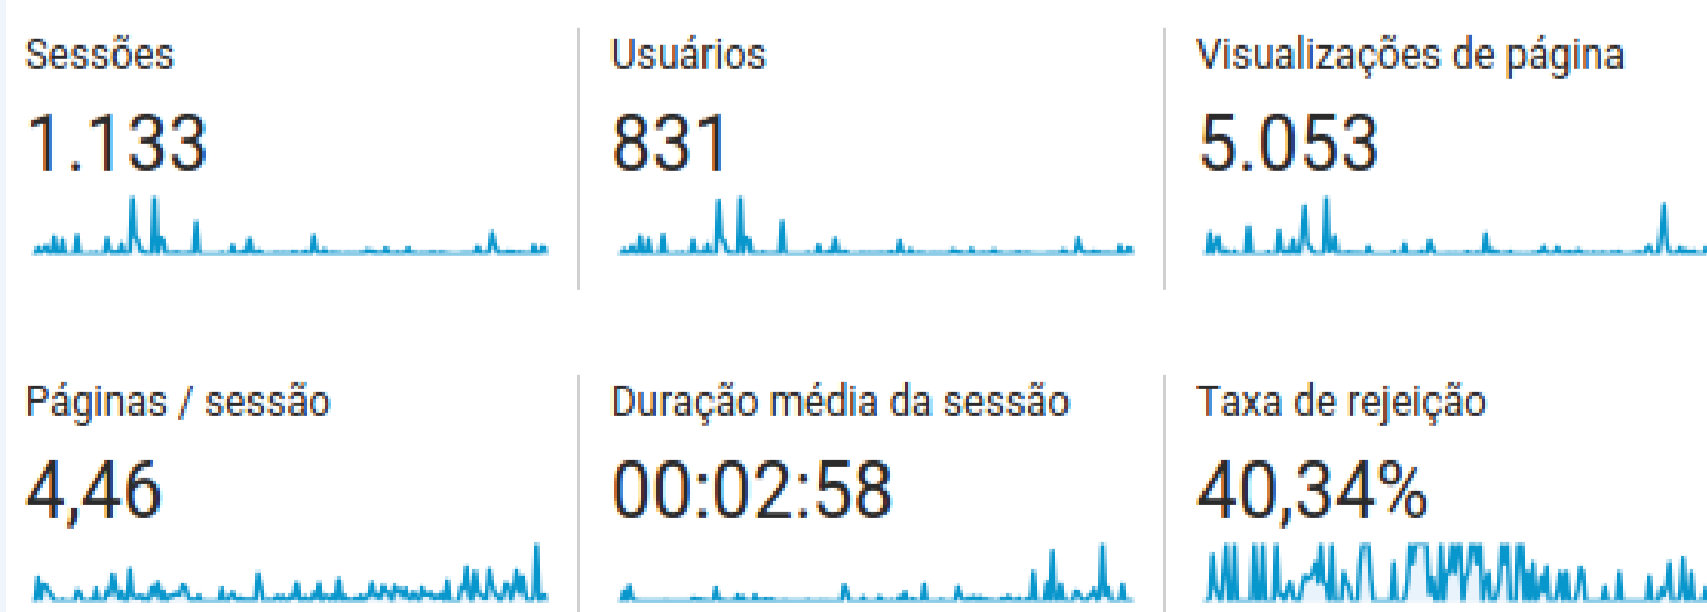 Sessões
1.133
Usuários
831
Visualizações de página
5.053
Páginas / sessão
4,46
Duração média da sessão
00:02:58
Taxa de rejeição
40,34%